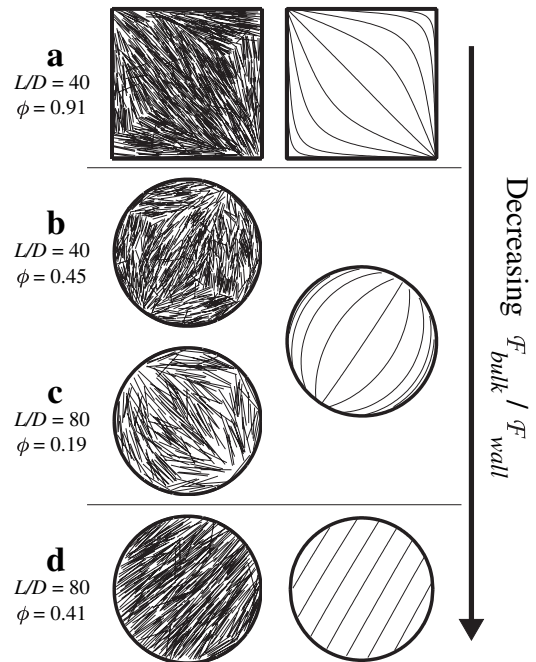 a
L/D = 40
ϕ = 0.91
b
L/D = 40
ϕ = 0.45
c
L/D = 80
ϕ = 0.19
d
L/D = 80
ϕ = 0.41
Decreasing ℱbulk / ℱwall